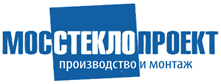 МОССТЕКЛОПРОЕКТ
производство и монтаж